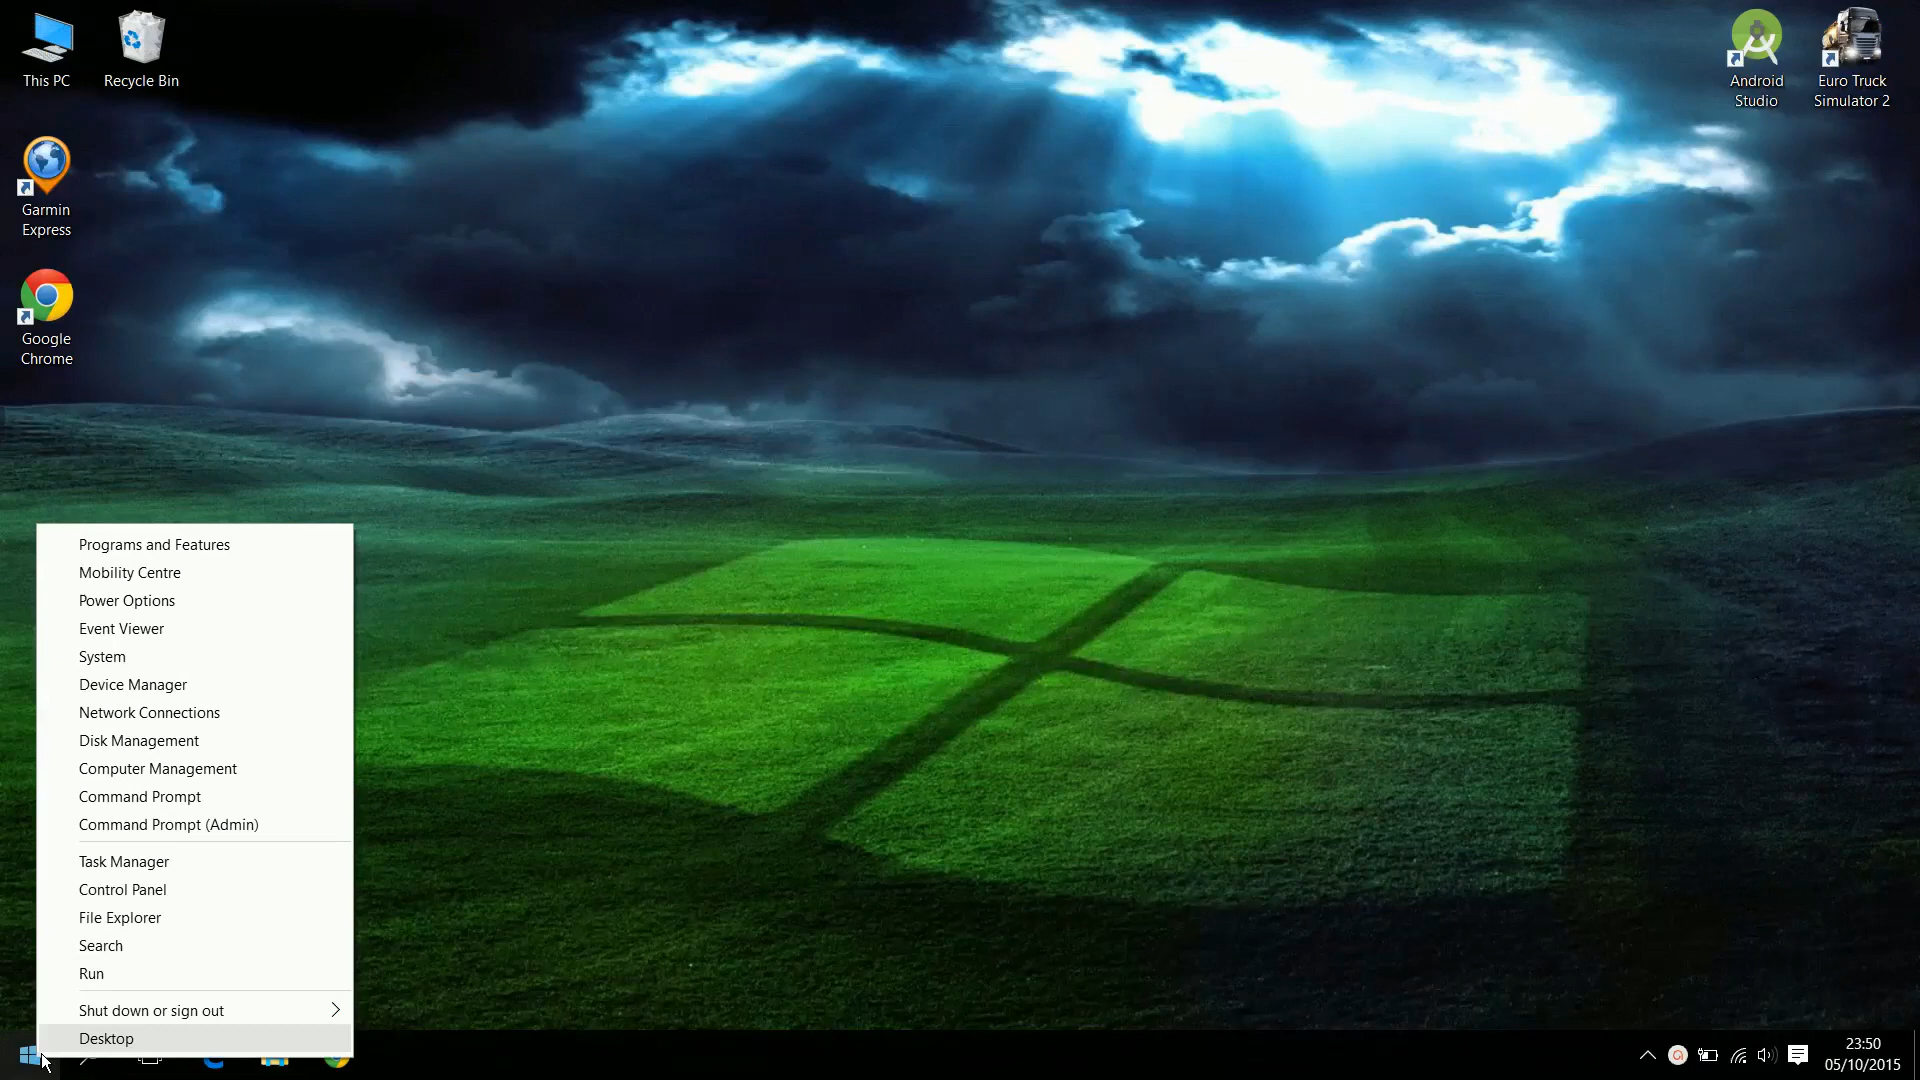 This PC
Recycle Bin
Android
Studio
Euro Truck
Simulator 2
Garmin
Express
Google
Chrome
Programs and Features
Mobility Centre
Power Options
Event Viewer
System
Device Manager
Network Connections
Disk Management
Computer Management
Command Prompt
Command Prompt (Admin)
Task Manager
Control Panel
File Explorer
Search
Run
Shut down or sign out
Desktop
23:50
05/10/2015